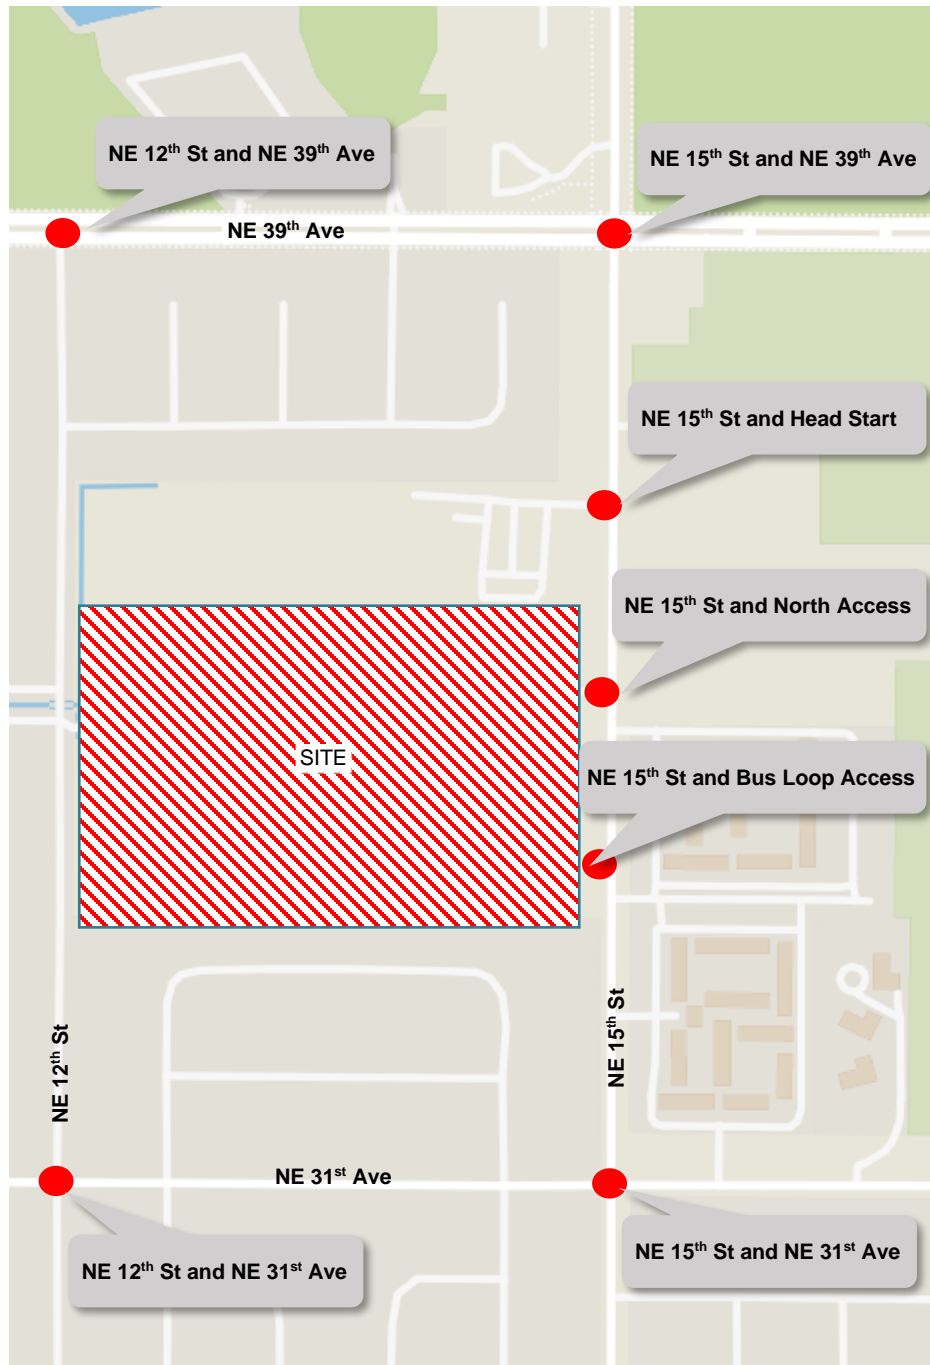 NE 12th St and NE 39th Ave
NE 15th St and NE 39th Ave
NE 39th Ave
NE 15th St and Head Start
NE 15th St and North Access
SITE
NE 15th St and Bus Loop Access
NE 12th St
NE 15th St
NE 31st Ave
NE 12th St and NE 31st Ave
NE 15th St and NE 31st Ave